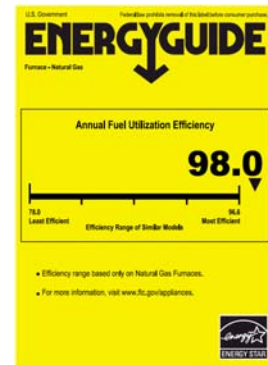 U.S. Government Federal law prohibits removal of this label before consumer purchase.
ENERGYGUIDE
Furnace - Natural Gas
Annual Fuel Utilization Efficiency
98.0
78.0 96.6
Least Efficient Most Efficient
Efficiency Range of Similar Models
• Efficiency range based only on Natural Gas Furnaces.
• For more information, visit www.ftc.gov/appliances.
energy
ENERGY STAR